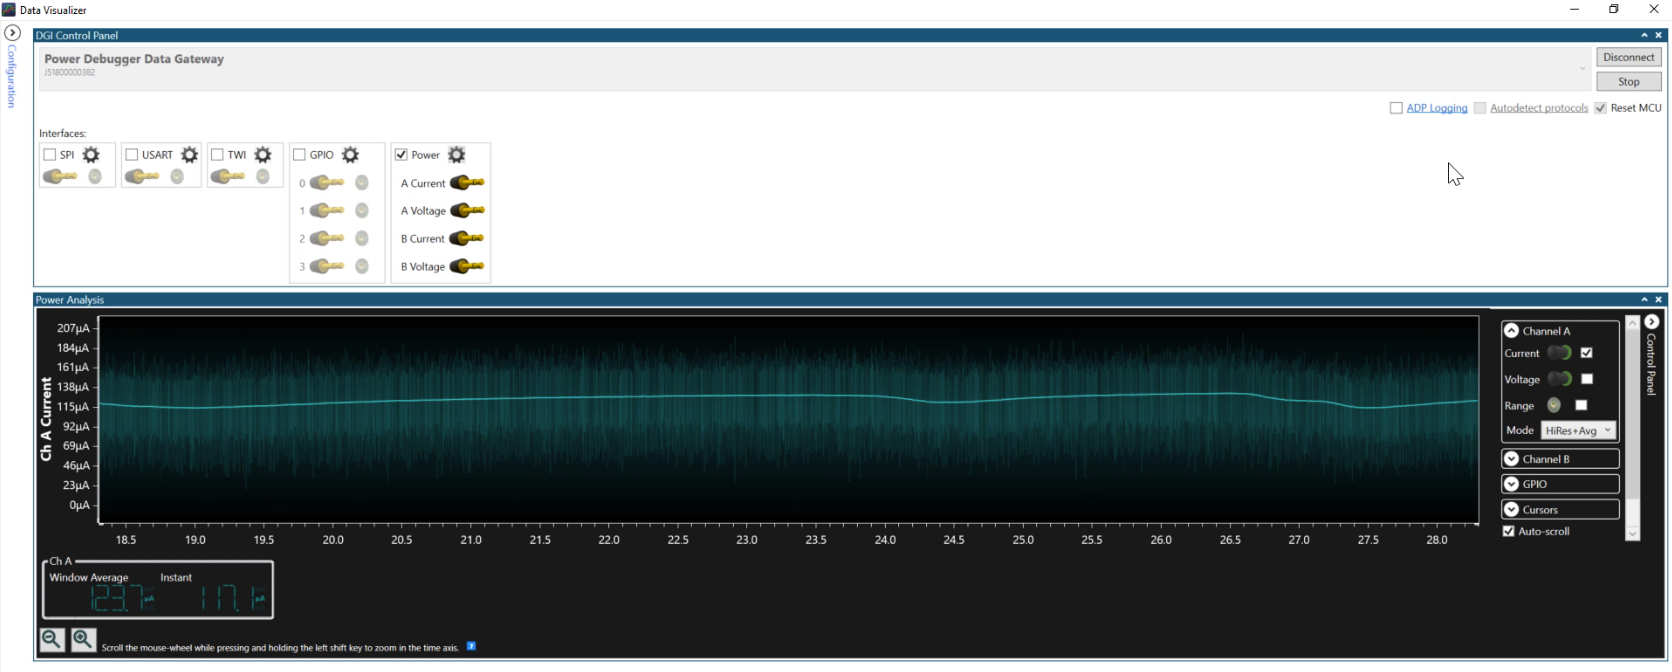 Data Visualizer
Configuration
DGI Control Panel
Power Debugger Data Gateway
J51800000382
Disconnect
Stop
ADP Logging Autodetect protocols Reset MCU
Interfaces:
SPI USART TWI GPIO Power
0 A Current
1 A Voltage
2 B Current
3 B Voltage
Power Analysis
Ch A Current
207µA
184µA
161µA
138µA
115µA
92µA
69µA
46µA
23µA
0µA
18.5 19.0 19.5 20.0 20.5 21.0 21.5 22.0 22.5 23.0 23.5 24.0 24.5 25.0 25.5 26.0 26.5 27.0 27.5 28.0
Channel A
Current
Voltage
Range
Mode HiRes+Avg
Channel B
GPIO
Cursors
Auto-scroll
Control Panel
Ch A
Window Average Instant
123.7 µA 117.1 µA
Scroll the mouse-wheel while pressing and holding the left shift key to zoom in the time axis. ?